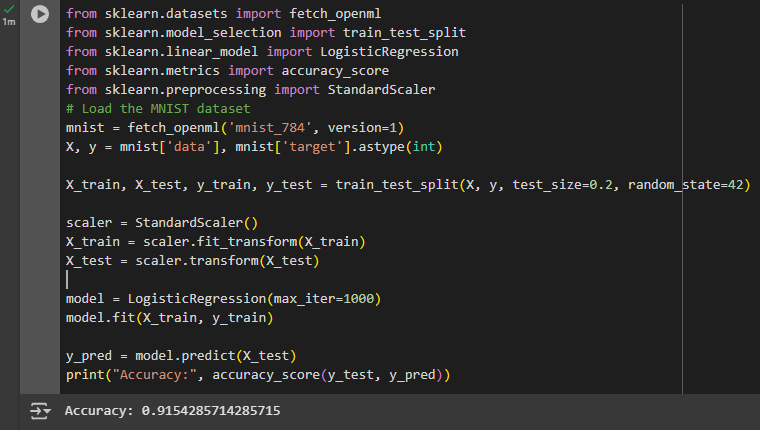 1m
from sklearn.datasets import fetch_openml
from sklearn.model_selection import train_test_split
from sklearn.linear_model import LogisticRegression
from sklearn.metrics import accuracy_score
from sklearn.preprocessing import StandardScaler
# Load the MNIST dataset
mnist = fetch_openml('mnist_784', version=1)
X, y = mnist['data'], mnist['target'].astype(int)
X_train, X_test, y_train, y_test = train_test_split(X, y, test_size=0.2, random_state=42)
scaler = StandardScaler()
X_train = scaler.fit_transform(X_train)
X_test = scaler.transform(X_test)
model = LogisticRegression(max_iter=1000)
model.fit(X_train, y_train)
y_pred = model.predict(X_test)
print("Accuracy:", accuracy_score(y_test, y_pred))
Accuracy: 0.9154285714285715